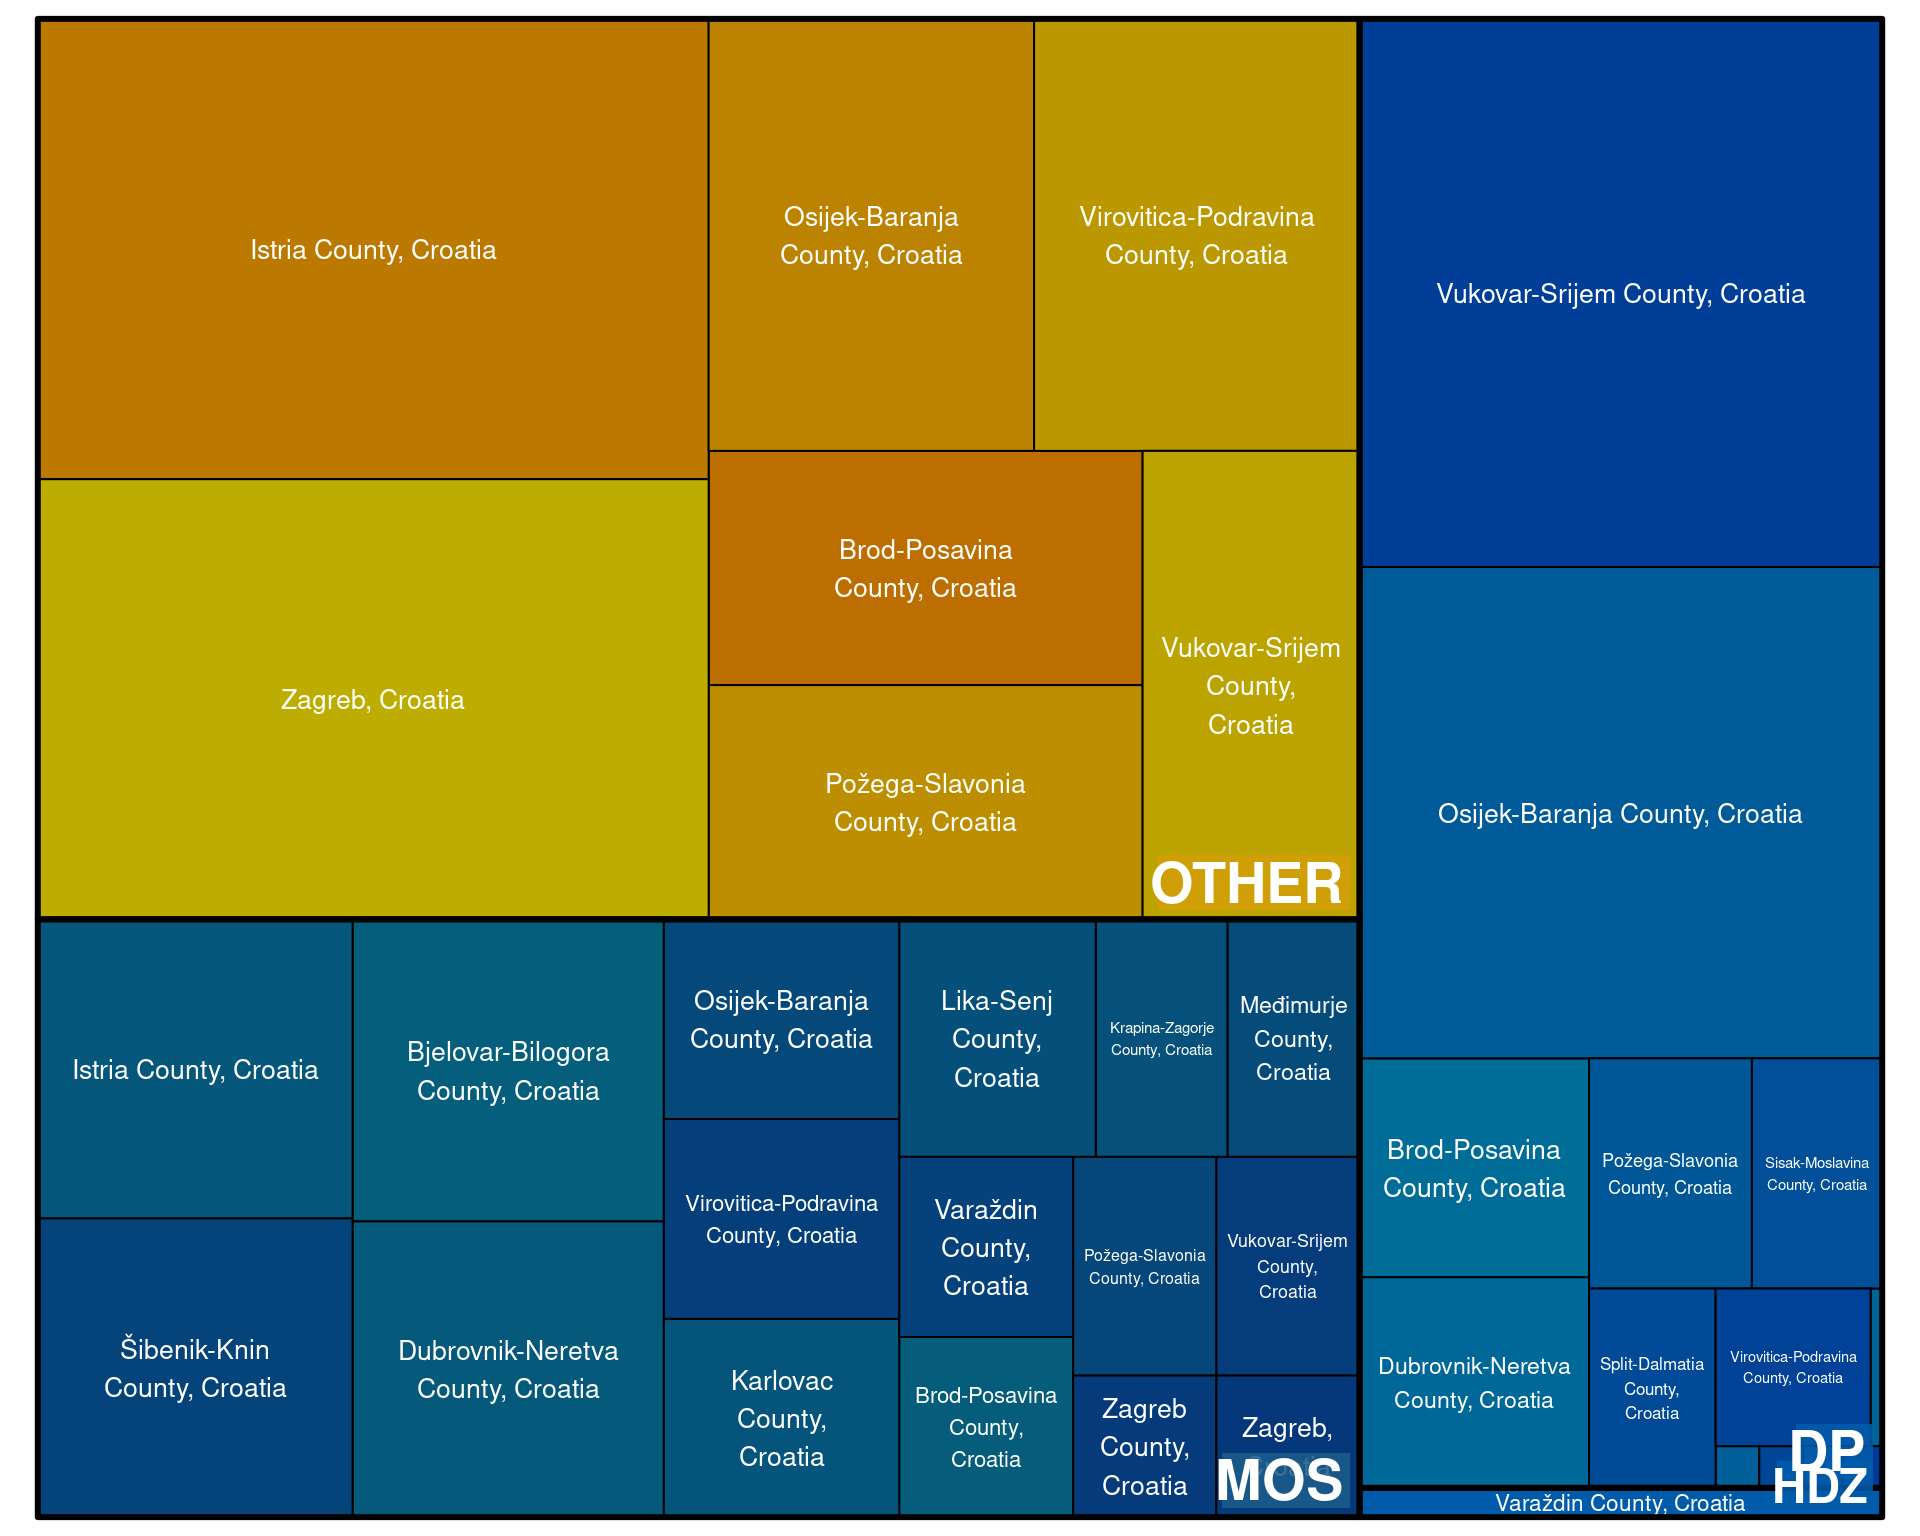 Istria County, Croatia
Osijek-Baranja
County, Croatia
Virovitica-Podravina
County, Croatia
Zagreb, Croatia
Brod-Posavina
County, Croatia
Požega-Slavonia
County, Croatia
Vukovar-Srijem
County,
Croatia
OTHER
Vukovar-Srijem County, Croatia
Osijek-Baranja County, Croatia
Istria County, Croatia
Šibenik-Knin
County, Croatia
Bjelovar-Bilogora
County, Croatia
Dubrovnik-Neretva
County, Croatia
Osijek-Baranja
County, Croatia
Virovitica-Podravina
County, Croatia
Karlovac
County,
Croatia
Lika-Senj
County,
Croatia
Krapina-Zagorje
County, Croatia
Međimurje
County,
Croatia
Varaždin
County,
Croatia
Brod-Posavina
County,
Croatia
Požega-Slavonia
County, Croatia
Vukovar-Srijem
County,
Croatia
Zagreb
County,
Croatia
Zagreb,
MOS
Brod-Posavina
County, Croatia
Dubrovnik-Neretva
County, Croatia
Požega-Slavonia
County, Croatia
Sisak-Moslavina
County, Croatia
Split-Dalmatia
County,
Croatia
Virovitica-Podravina
County, Croatia
DP
HDZ
Varaždin County, Croatia